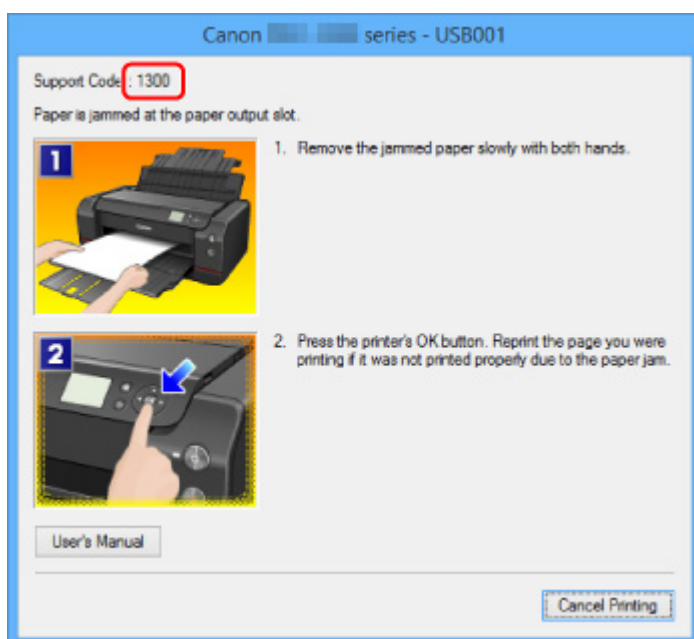 Canon series - USB001
Support Code : 1300
Paper is jammed at the paper output slot.
1
1. Remove the jammed paper slowly with both hands.
2
2. Press the printer's OK button. Reprint the page you were
printing if it was not printed properly due to the paper jam.
User's Manual
Cancel Printing